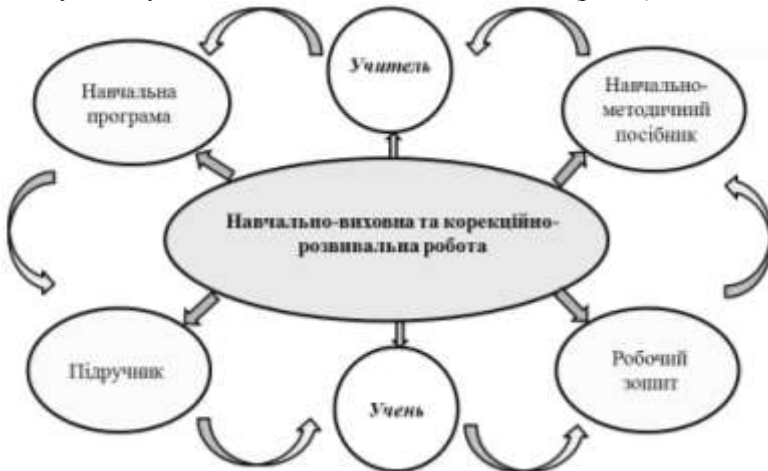 Учитель
Навчальна
програма
Навчально-
методичний
посібник
Навчально-виховна та корекційно-
розвивальна робота
Підручник
Учень
Робочий
зошит